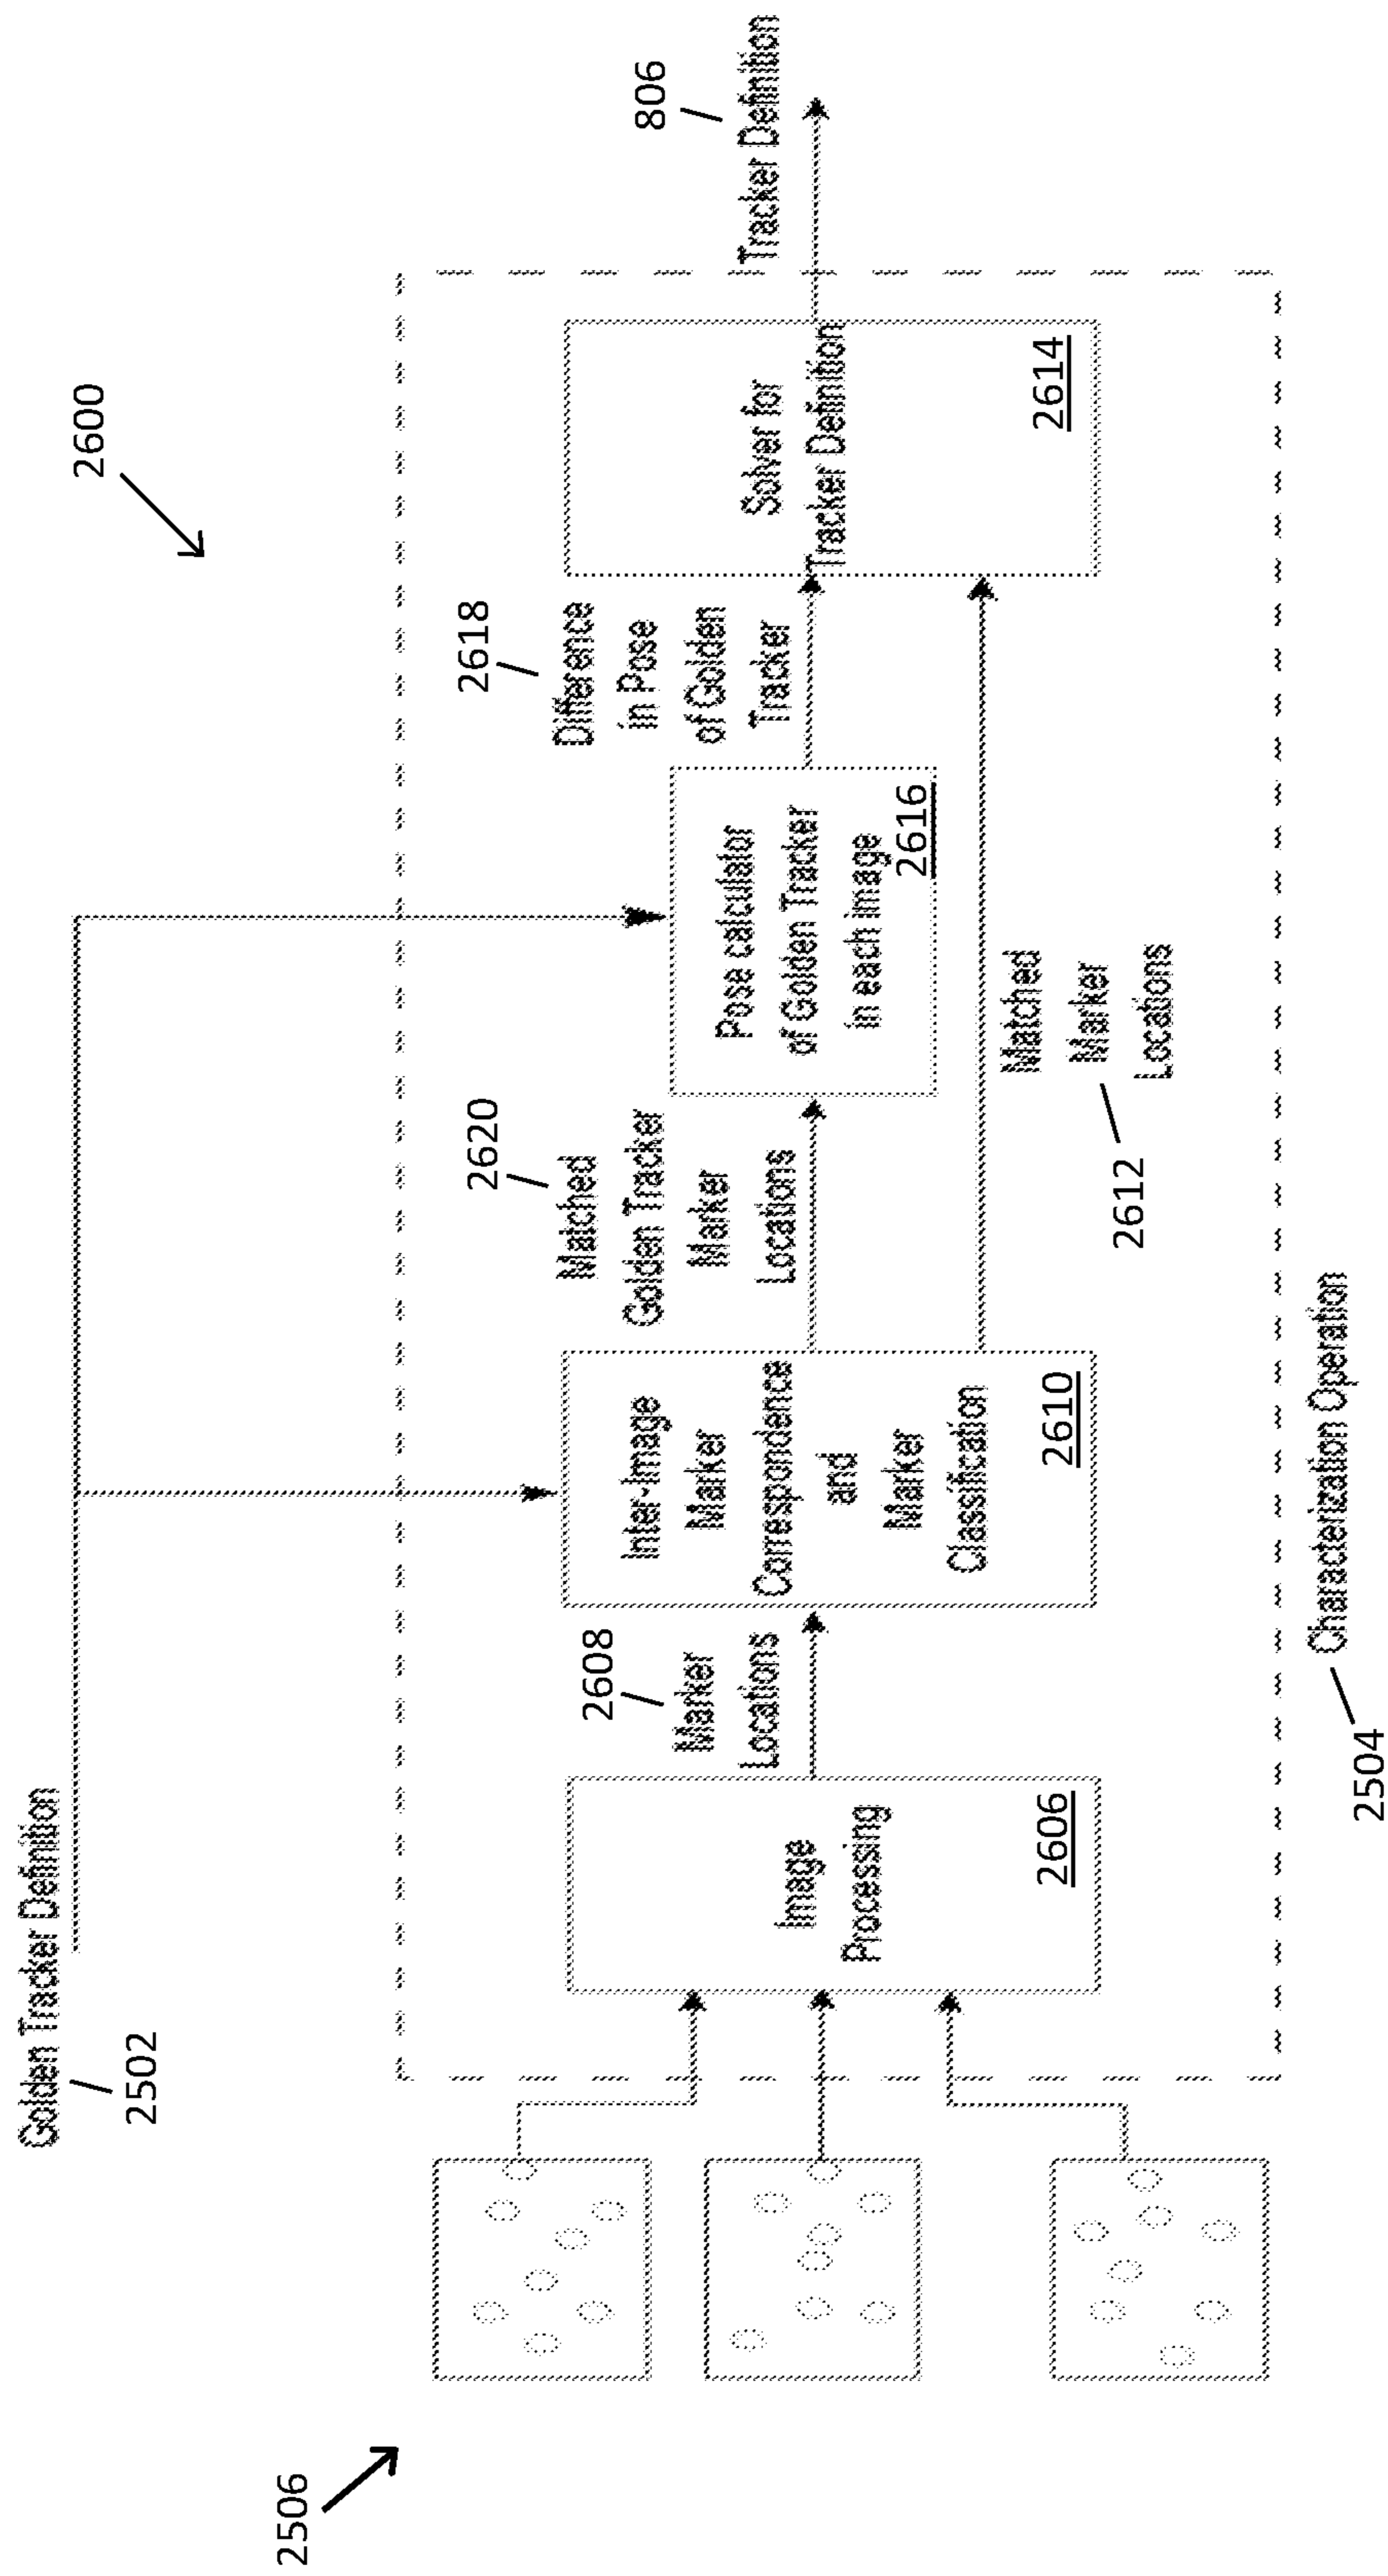 2600
Golden Tracker Definition
2502
2506
Image
Processing
2606
2608
Marker
Locations
Inter-Image
Marker
Correspondence
and
Marker
Classification
2610
2620
Matched
Golden Tracker
Marker
Locations
Pose calculator
of Golden Tracker
in each image
2616
2618
Difference
in Pose
of Golden
Tracker
Matched
Marker
Locations
2612
Solver for
Tracker Definition
2614
806
Tracker Definition
Characterization Operation
2504